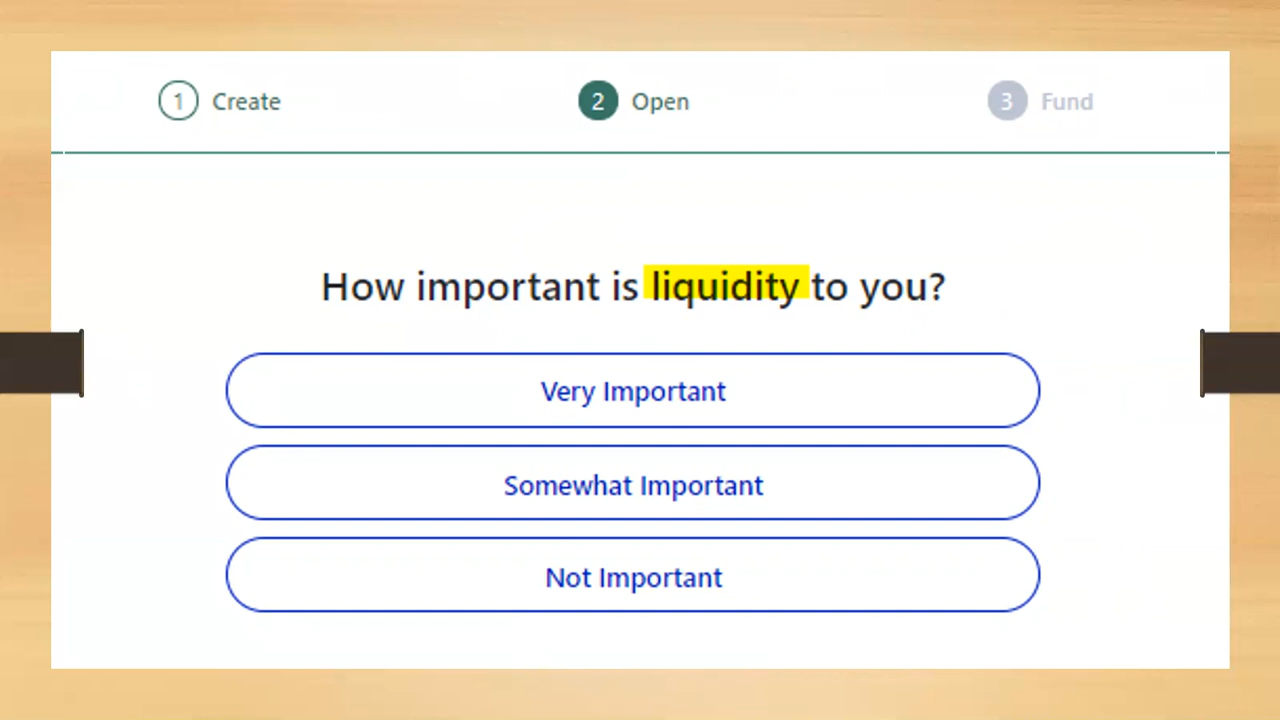 1 Create 2 Open 3 Fund
How important is liquidity to you?
Very Important
Somewhat Important
Not Important